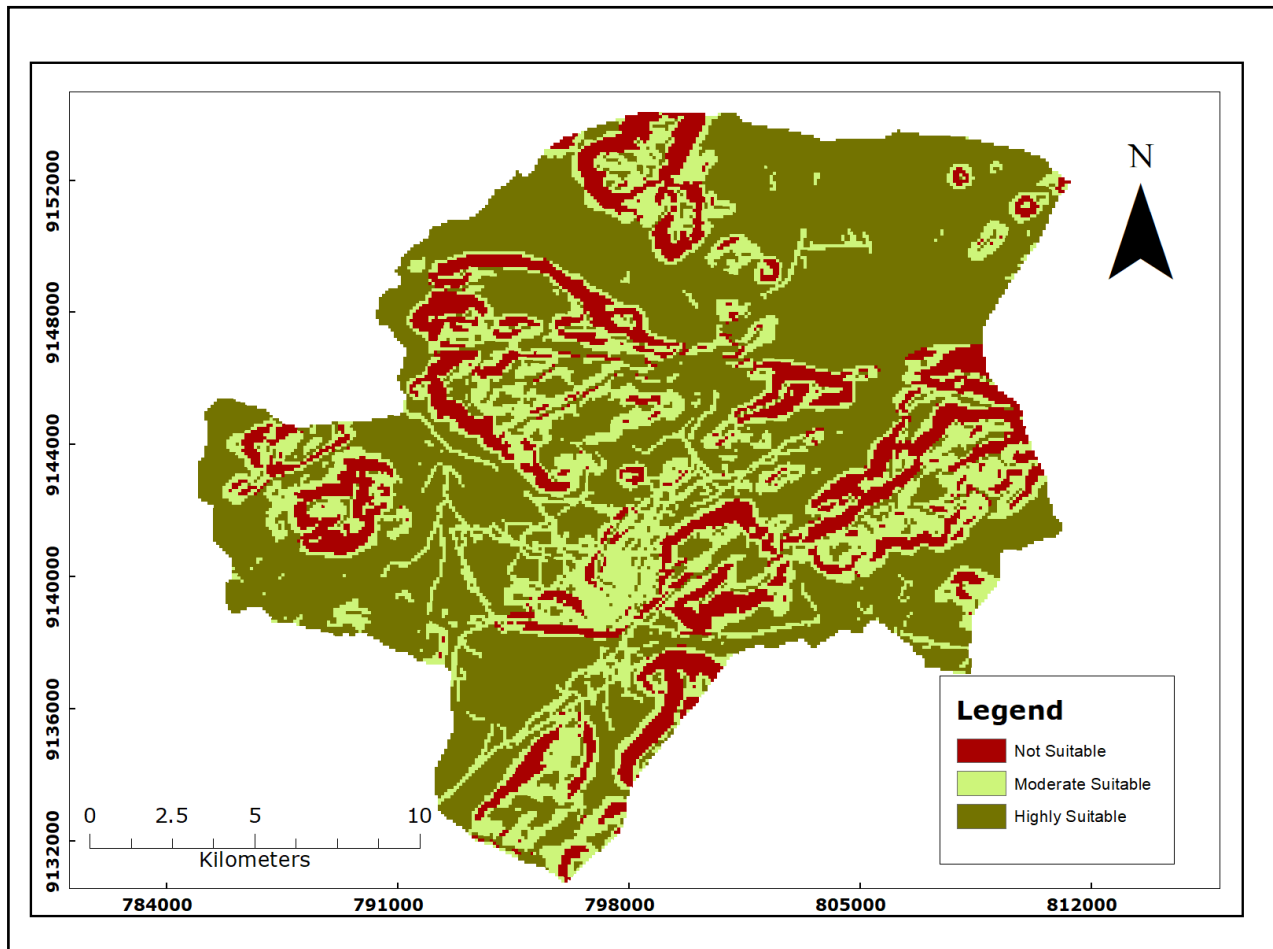 N
9152000
9148000
9144000
9140000
9136000
9132000
0 2.5 5 10
Kilometers
Legend
Not Suitable
Moderate Suitable
Highly Suitable
784000 791000 798000 805000 812000